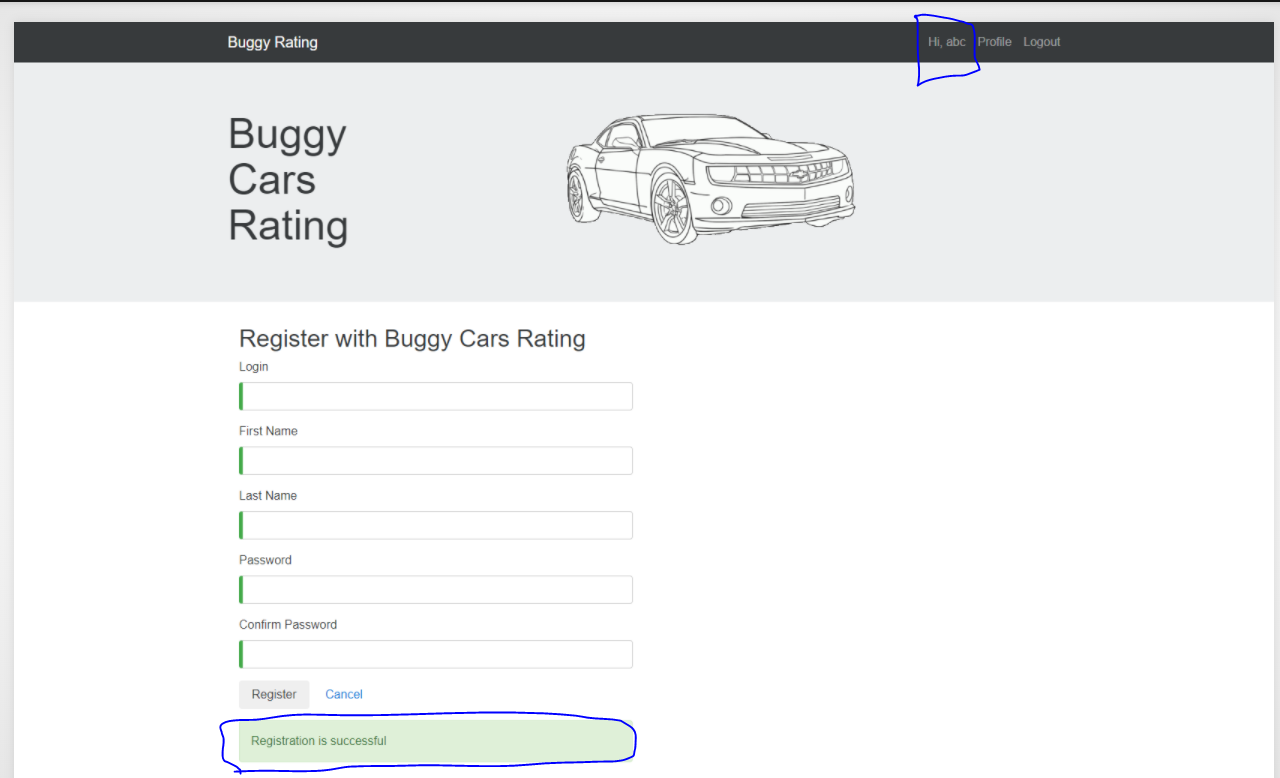 Buggy Rating
Hi, abc Profile Logout
Buggy
Cars
Rating
Register with Buggy Cars Rating
Login
First Name
Last Name
Password
Confirm Password
Register Cancel
Registration is successful